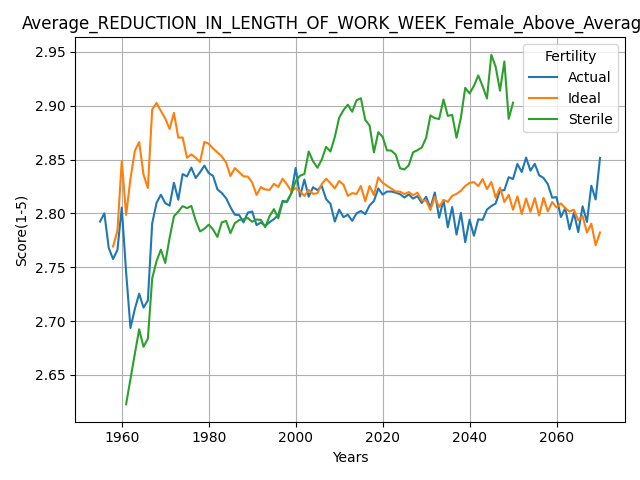 Average_REDUCTION_IN_LENGTH_OF_WORK_WEEK_Female_Above_Averag
2.95
2.90
2.85
2.80
2.75
2.70
2.65
Score(1-5)
Fertility
Actual
Ideal
Sterile
1960 1980 2000 2020 2040 2060
Years